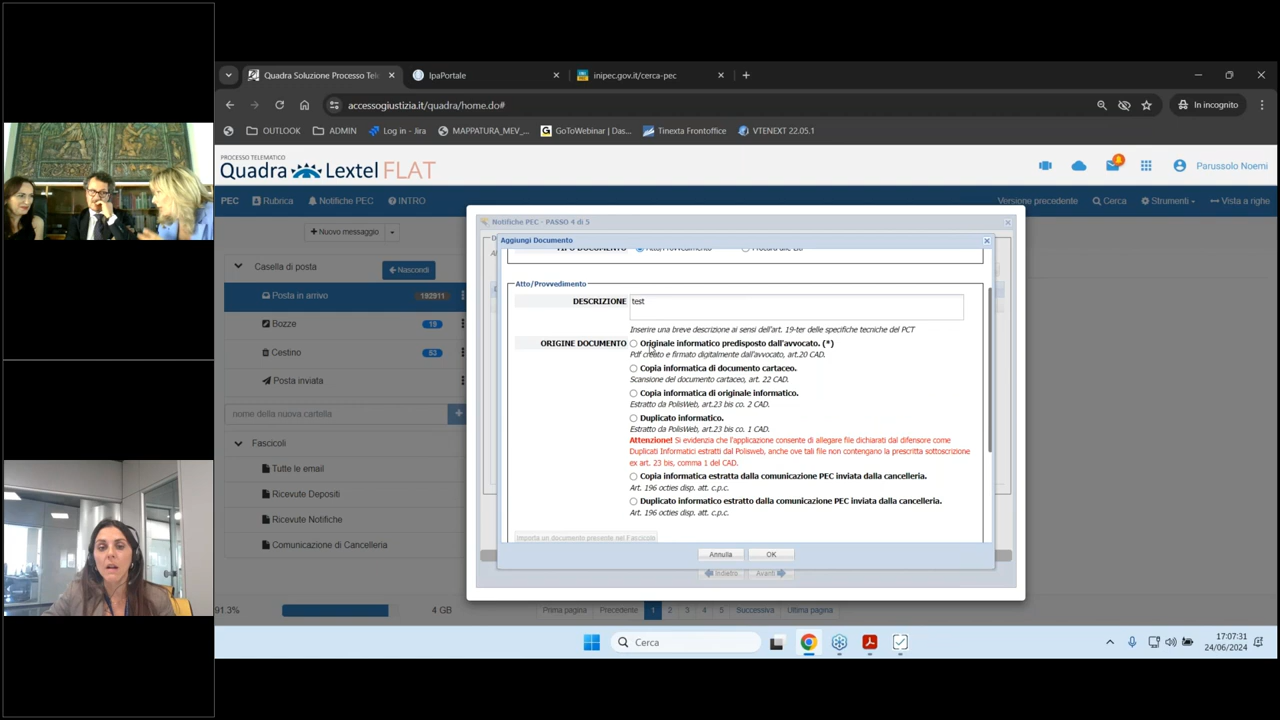 Quadra Soluzione Processo Tel
IpaPortale
inipec.gov.it/cerca-pec
accessogiustizia.it/quadra/home.do#
In incognito
OUTLOOK
ADMIN
Log in - Jira
MAPPATURA_MEV_...
GoToWebinar | Das...
Tinexta Frontoffice
VTENEXT 22.05.1
PROCESSO TELEMATICO
Quadra Lextel FLAT
Parussolo Noemi
PEC
Rubrica
Notifiche PEC
INTRO
Versione precedente
Cerca
Strumenti
Vista a righe
Nuovo messaggio
Casella di posta
Nascondi
Posta in arrivo
192911
Bozze
19
Cestino
53
Posta inviata
nome della nuova cartella
Fascicoli
Tutte le email
Ricevute Depositi
Ricevute Notifiche
Comunicazione di Cancelleria
Notifiche PEC - PASSO 4 di 5
Aggiungi Documento
Atto/Provvedimento
DESCRIZIONE
test
Inserire una breve descrizione ai sensi dell'art. 19-ter delle specifiche tecniche del PCT
ORIGINE DOCUMENTO
Originale informatico predisposto dall'avvocato. (*)
Pdf creato e firmato digitalmente dall'avvocato, art.20 CAD.
Copia informatica di documento cartaceo.
Scansione del documento cartaceo, art. 22 CAD.
Copia informatica di originale informatico.
Estratto da PolisWeb, art.23 bis co. 2 CAD.
Duplicato informatico.
Estratto da PolisWeb, art.23 bis co. 1 CAD.
Attenzione! Si evidenzia che l'applicazione consente di allegare file dichiarati dal difensore come
Duplicati Informatici estratti dal Polisweb, anche ove tali file non contengano la prescritta sottoscrizione
ex art. 23 bis, comma 1 del CAD.
Copia informatica estratta dalla comunicazione PEC inviata dalla cancelleria.
Art. 196 octies disp. att. c.p.c.
Duplicato informatico estratto dalla comunicazione PEC inviata dalla cancelleria.
Art. 196 octies disp. att. c.p.c.
Importa un documento presente nel Fascicolo
Annulla
OK
Indietro
Avanti
91.3%
4 GB
Prima pagina
Precedente
1
2
3
4
5
Successiva
Ultima pagina
Cerca
17:07:31
24/06/2024